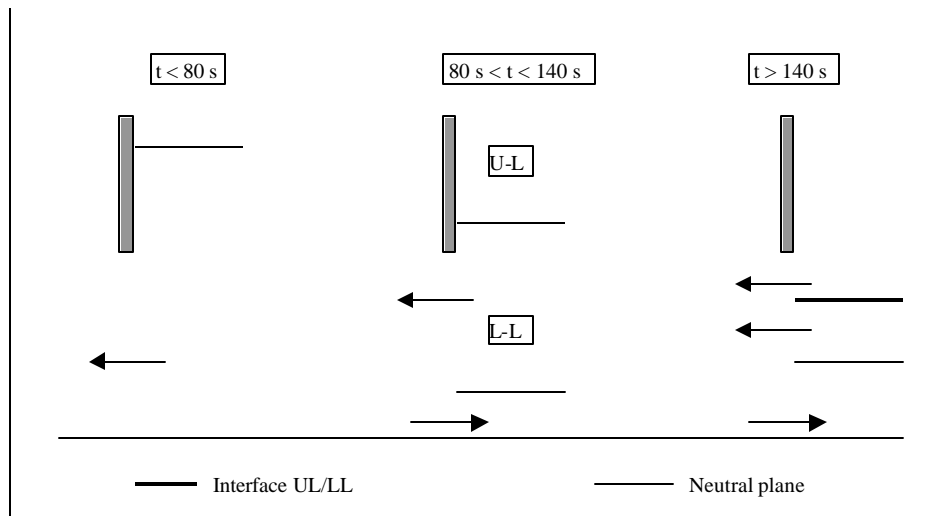 t < 80 s
80 s < t < 140 s
t > 140 s
U-L
L-L
Interface UL/LL
Neutral plane